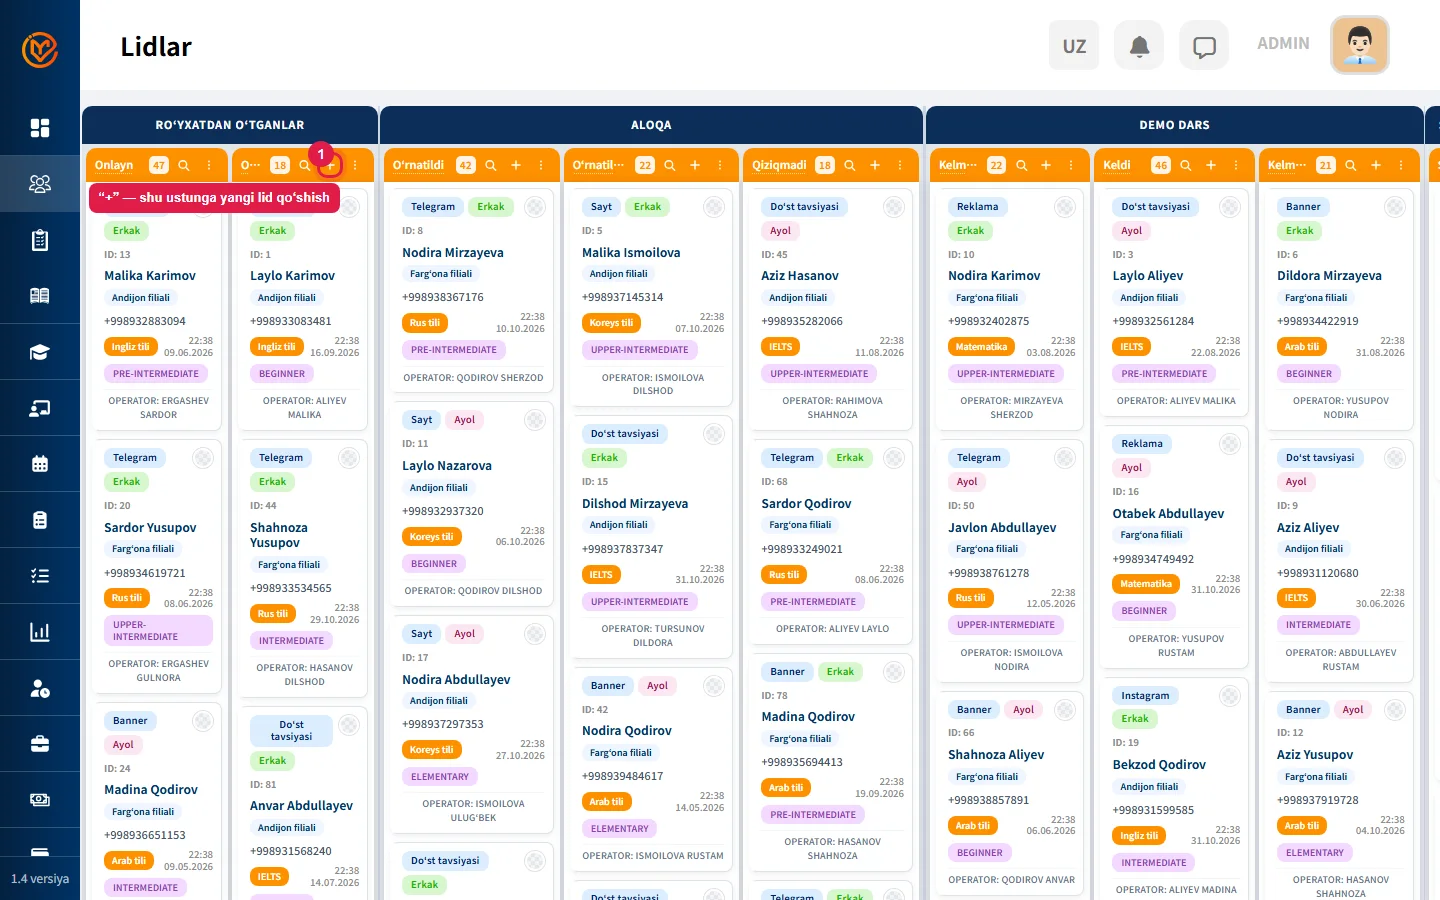 Lidlar
UZ
ADMIN
RO‘YXATDAN O‘TGANLAR
ALOQA
DEMO DARS
Onlayn 47
O··· 18
1
O‘rnatildi 42
O‘rnatil··· 22
Qiziqmadi 18
Kelm··· 22
Keldi 46
Kelm··· 21
“+” — shu ustunga yangi lid qo‘shish
Erkak
ID: 13
Malika Karimov
Andijon filiali
+998932883094
Ingliz tili
22:38
09.06.2026
PRE-INTERMEDIATE
OPERATOR: ERGASHEV
SARDOR
Telegram
Erkak
ID: 20
Sardor Yusupov
Farg‘ona filiali
+998934619721
Rus tili
22:38
08.06.2026
UPPER-
INTERMEDIATE
OPERATOR: ERGASHEV
GULNORA
Banner
Ayol
ID: 24
Madina Qodirov
Farg‘ona filiali
+998936651153
Arab tili
22:38
09.05.2026
INTERMEDIATE
Erkak
ID: 1
Laylo Karimov
Andijon filiali
+998933083481
Ingliz tili
22:38
16.09.2026
BEGINNER
OPERATOR: ALIYEV
MALIKA
Telegram
Erkak
ID: 44
Shahnoza
Yusupov
Farg‘ona filiali
+998933534565
Rus tili
22:38
29.10.2026
INTERMEDIATE
OPERATOR: HASANOV
DILSHOD
Do‘st
tavsiyasi
Erkak
ID: 81
Anvar Abdullayev
Andijon filiali
+998931568240
IELTS
22:38
14.07.2026
Telegram Erkak
ID: 8
Nodira Mirzayeva
Farg‘ona filiali
+998938367176
Rus tili
22:38
10.10.2026
PRE-INTERMEDIATE
OPERATOR: QODIROV SHERZOD
Sayt Ayol
ID: 11
Laylo Nazarova
Andijon filiali
+998932937320
Koreys tili
22:38
06.10.2026
BEGINNER
OPERATOR: QODIROV DILSHOD
Sayt Ayol
ID: 17
Nodira Abdullayev
Andijon filiali
+998937297353
Koreys tili
22:38
27.10.2026
ELEMENTARY
OPERATOR: ISMOILOVA
ULUG‘BEK
Do‘st tavsiyasi
Erkak
Sayt Erkak
ID: 5
Malika Ismoilova
Andijon filiali
+998937145314
Koreys tili
22:38
07.10.2026
UPPER-INTERMEDIATE
OPERATOR: ISMOILOVA
DILSHOD
Do‘st tavsiyasi
Erkak
ID: 15
Dilshod Mirzayeva
Andijon filiali
+998937837347
IELTS
22:38
31.10.2026
UPPER-INTERMEDIATE
OPERATOR: TURSUNOV
DILDORA
Banner Ayol
ID: 42
Nodira Qodirov
Farg‘ona filiali
+998939484617
Arab tili
22:38
14.05.2026
ELEMENTARY
OPERATOR: ISMOILOVA RUSTAM
Do‘st tavsiyasi
Do‘st tavsiyasi
Ayol
ID: 45
Aziz Hasanov
Andijon filiali
+998935282066
IELTS
22:38
11.08.2026
UPPER-INTERMEDIATE
OPERATOR: RAHIMOVA
SHAHNOZA
Telegram Erkak
ID: 68
Sardor Qodirov
Farg‘ona filiali
+998933249021
Rus tili
22:38
08.06.2026
PRE-INTERMEDIATE
OPERATOR: ALIYEV LAYLO
Banner Erkak
ID: 78
Madina Qodirov
Farg‘ona filiali
+998935694413
Arab tili
22:38
19.09.2026
PRE-INTERMEDIATE
OPERATOR: HASANOV
SHAHNOZA
Telegram Erkak
Reklama
Erkak
ID: 10
Nodira Karimov
Farg‘ona filiali
+998932402875
Matematika
22:38
03.08.2026
UPPER-INTERMEDIATE
OPERATOR: MIRZAYEVA
SHERZOD
Telegram
Ayol
ID: 50
Javlon Abdullayev
Farg‘ona filiali
+998938761278
Rus tili
22:38
12.05.2026
UPPER-INTERMEDIATE
OPERATOR: ISMOILOVA
NODIRA
Banner Ayol
ID: 66
Shahnoza Aliyev
Farg‘ona filiali
+998938857891
Arab tili
22:38
06.06.2026
BEGINNER
OPERATOR: QODIROV ANVAR
Do‘st tavsiyasi
Ayol
ID: 3
Laylo Aliyev
Andijon filiali
+998932561284
IELTS
22:38
22.08.2026
PRE-INTERMEDIATE
OPERATOR: ALIYEV MALIKA
Reklama
Ayol
ID: 16
Otabek Abdullayev
Farg‘ona filiali
+998934749492
Matematika
22:38
31.10.2026
BEGINNER
OPERATOR: YUSUPOV
RUSTAM
Instagram
Erkak
ID: 19
Bekzod Qodirov
Andijon filiali
+998931599585
Ingliz tili
22:38
31.10.2026
INTERMEDIATE
OPERATOR: ALIYEV MADINA
Banner
Erkak
ID: 6
Dildora Mirzayeva
Farg‘ona filiali
+998934422919
Arab tili
22:38
31.08.2026
BEGINNER
OPERATOR: YUSUPOV
NODIRA
Do‘st tavsiyasi
Ayol
ID: 9
Aziz Aliyev
Andijon filiali
+998931120680
IELTS
22:38
30.06.2026
INTERMEDIATE
OPERATOR: ABDULLAYEV
RUSTAM
Banner Ayol
ID: 12
Aziz Yusupov
Farg‘ona filiali
+998937919728
Arab tili
22:38
04.10.2026
ELEMENTARY
OPERATOR: HASANOV
SHAHNOZA
1.4 versiya